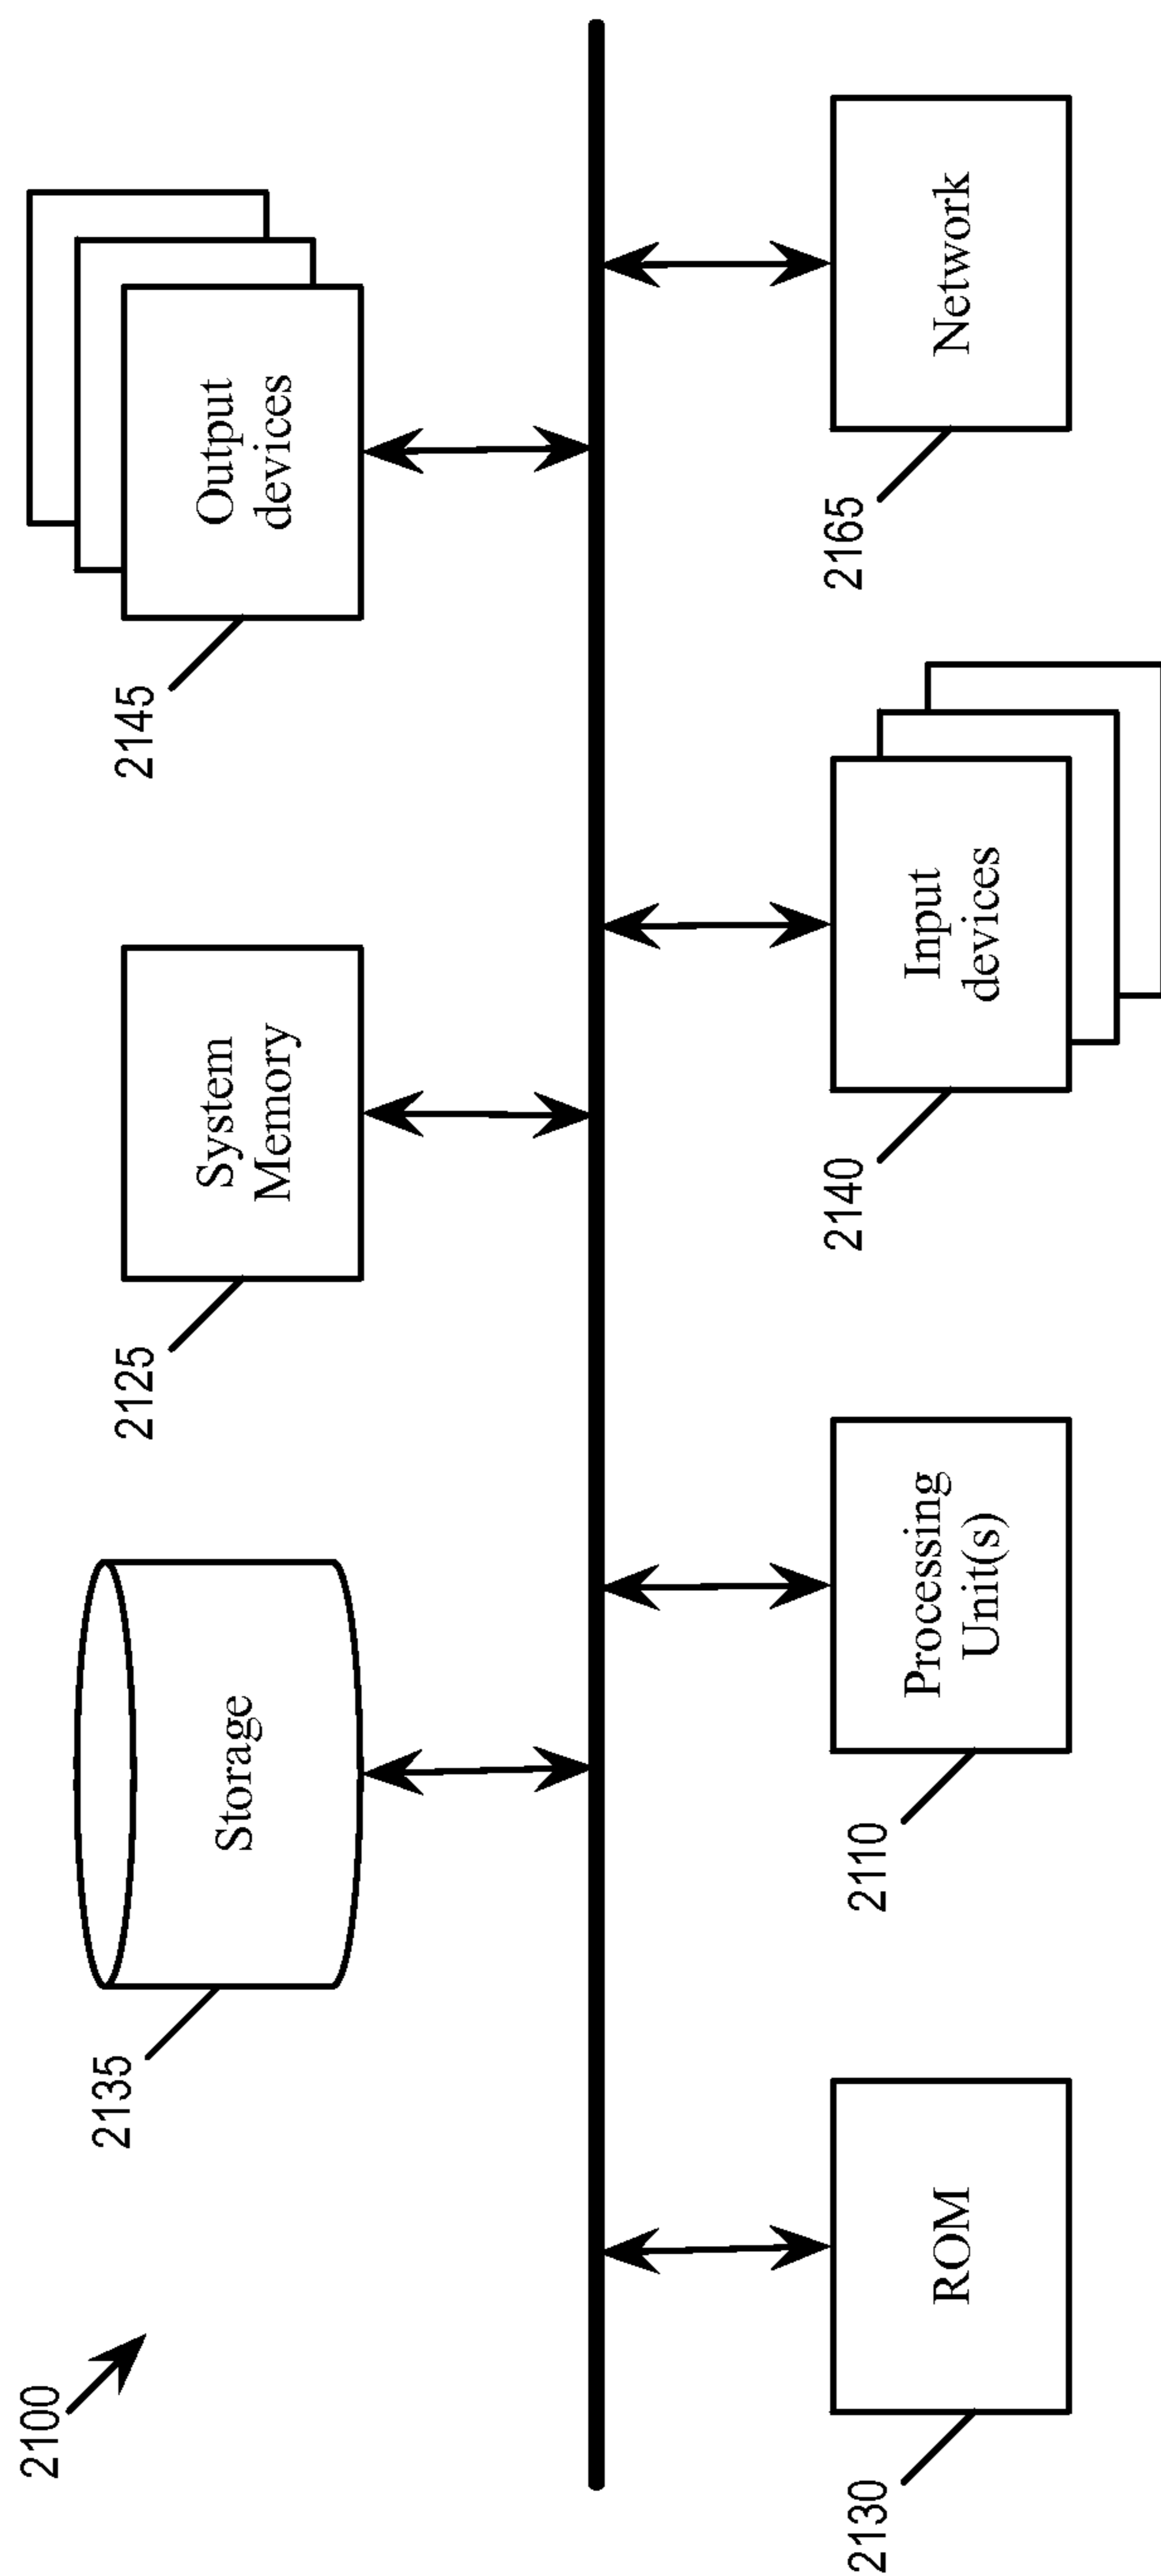 2100
2135
Storage
2125
System
Memory
2145
Output
devices
2130
ROM
2110
Processing
Unit(s)
2140
Input
devices
2165
Network